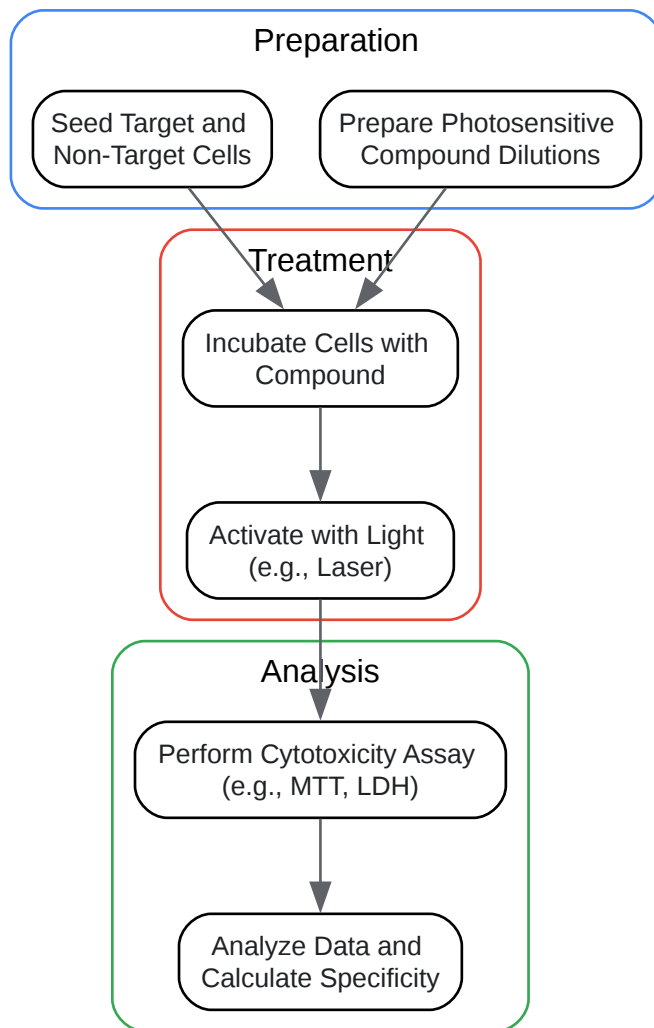 Preparation
Seed Target and
Non-Target Cells
Prepare Photosensitive
Compound Dilutions
Treatment
Incubate Cells with
Compound
Activate with Light
(e.g., Laser)
Analysis
Perform Cytotoxicity Assay
(e.g., MTT, LDH)
Analyze Data and
Calculate Specificity